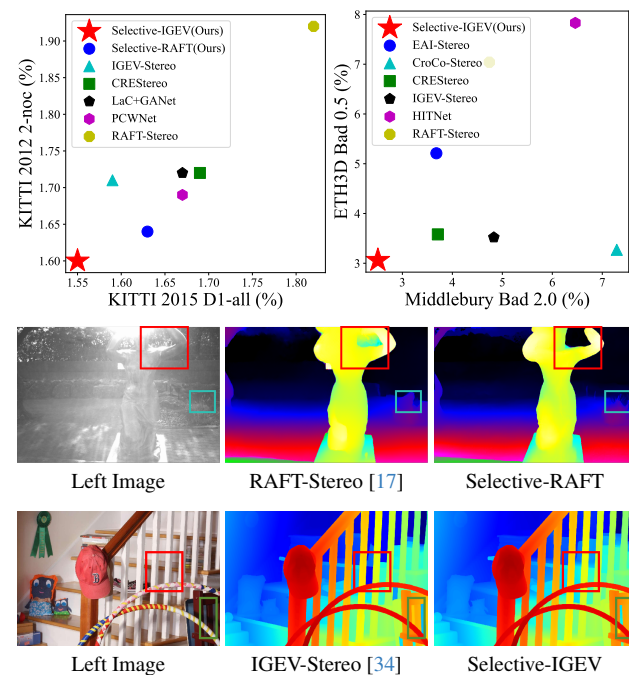 Selective-IGEV(Ours)
Selective-RAFT(Ours)
IGEV-Stereo
CREStereo
LaC+GANet
PCWNet
RAFT-Stereo
1.90
1.85
1.80
1.75
1.70
1.65
1.60
KITTI 2012 2-noc (%)
1.55
1.60
1.65
1.70
1.75
1.80
KITTI 2015 D1-all (%)
Selective-IGEV(Ours)
EAI-Stereo
CroCo-Stereo
CREStereo
IGEV-Stereo
HITNet
RAFT-Stereo
8
7
6
5
4
3
ETH3D Bad 0.5 (%)
3
4
5
6
7
Middlebury Bad 2.0 (%)
Left Image
RAFT-Stereo [17]
Selective-RAFT
Left Image
IGEV-Stereo [34]
Selective-IGEV